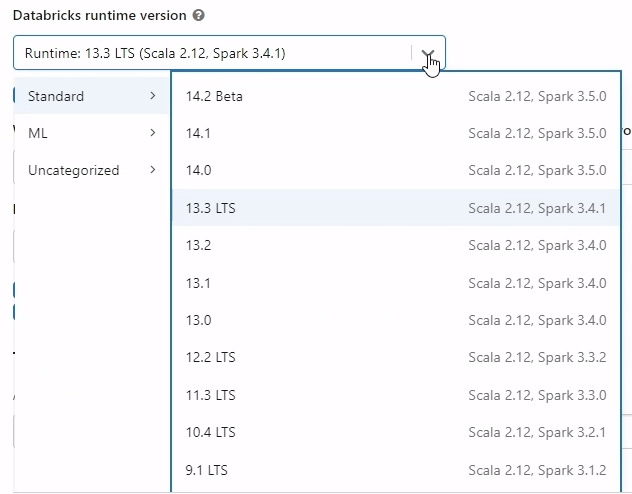 Databricks runtime version
Runtime: 13.3 LTS (Scala 2.12, Spark 3.4.1)
Standard
ML
Uncategorized
14.2 Beta Scala 2.12, Spark 3.5.0
14.1 Scala 2.12, Spark 3.5.0
14.0 Scala 2.12, Spark 3.5.0
13.3 LTS Scala 2.12, Spark 3.4.1
13.2 Scala 2.12, Spark 3.4.0
13.1 Scala 2.12, Spark 3.4.0
13.0 Scala 2.12, Spark 3.4.0
12.2 LTS Scala 2.12, Spark 3.3.2
11.3 LTS Scala 2.12, Spark 3.3.0
10.4 LTS Scala 2.12, Spark 3.2.1
9.1 LTS Scala 2.12, Spark 3.1.2